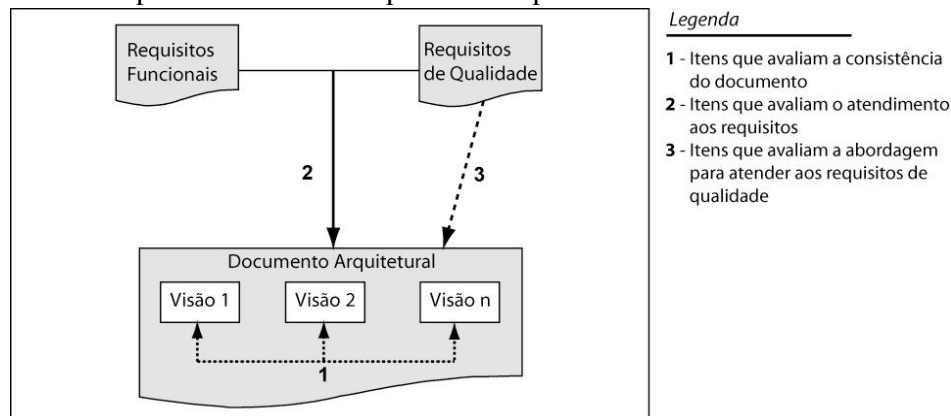 Requisitos
Funcionais
Requisitos
de Qualidade
2
3
Documento Arquitetural
Visão 1
Visão 2
Visão n
1
Legenda
1 - Itens que avaliam a consistência
do documento
2 - Itens que avaliam o atendimento
aos requisitos
3 - Itens que avaliam a abordagem
para atender aos requisitos de
qualidade